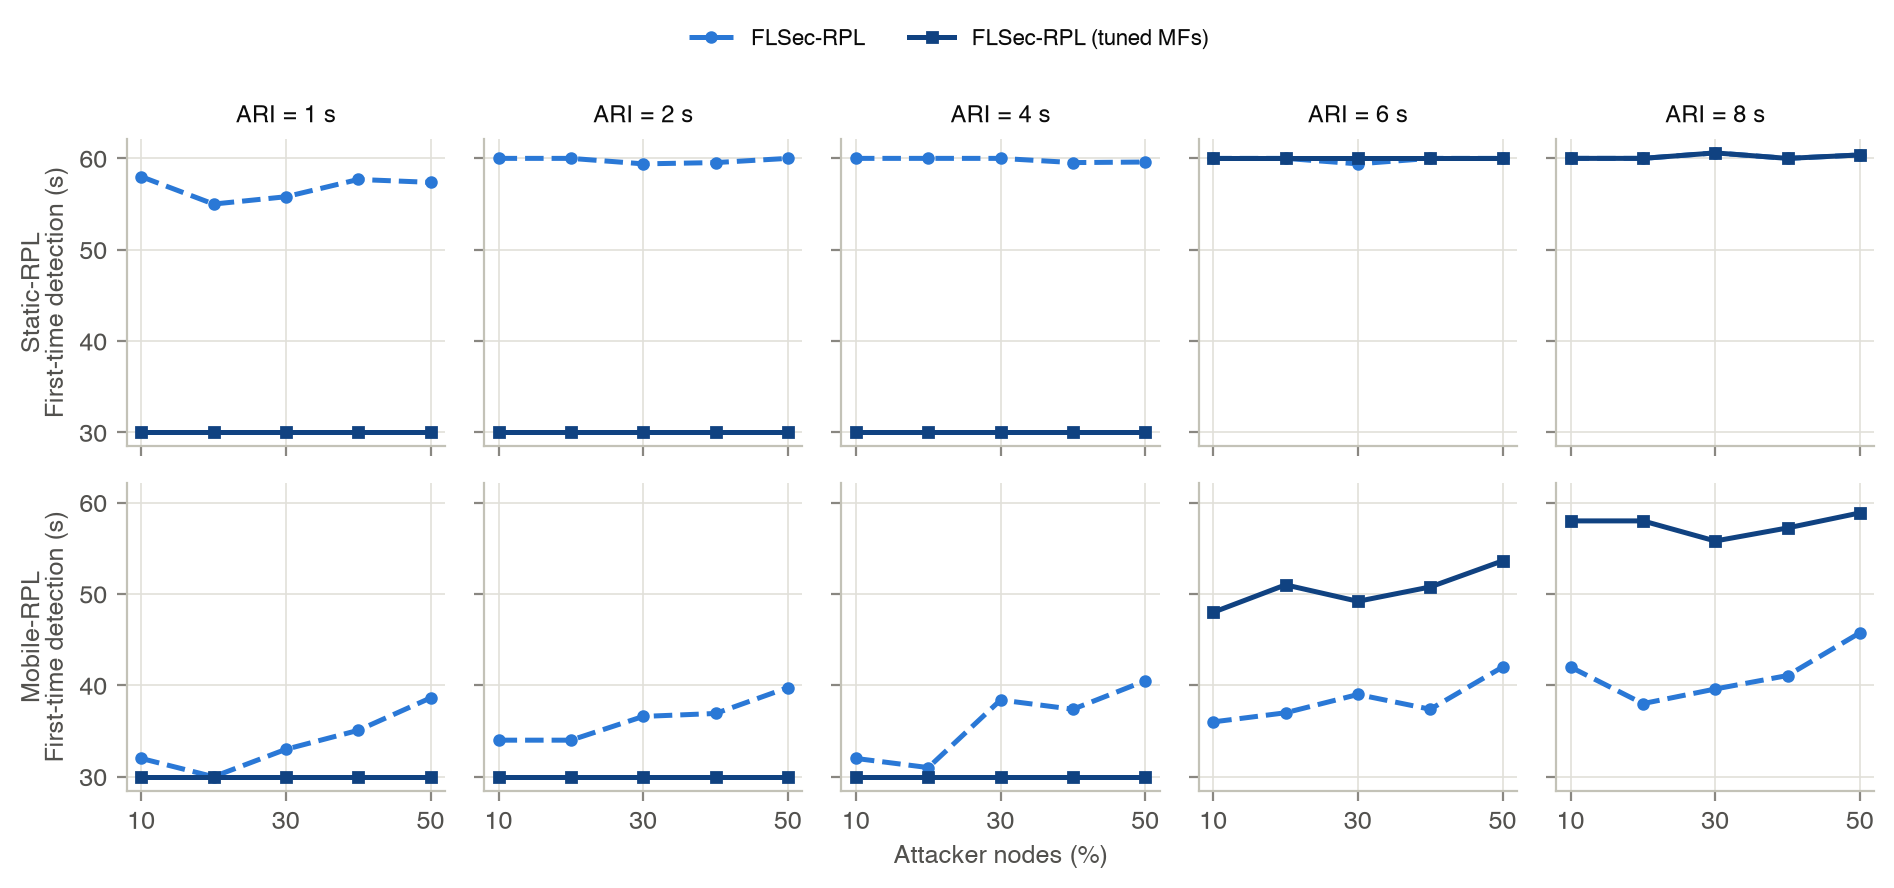 FLSec-RPL
FLSec-RPL (tuned MFs)
ARI = 1 s
ARI = 2 s
ARI = 4 s
ARI = 6 s
ARI = 8 s
Static-RPL
First-time detection (s)
60
50
40
30
Mobile-RPL
First-time detection (s)
60
50
40
30
10
30
50
10
30
50
10
30
50
10
30
50
10
30
50
Attacker nodes (%)